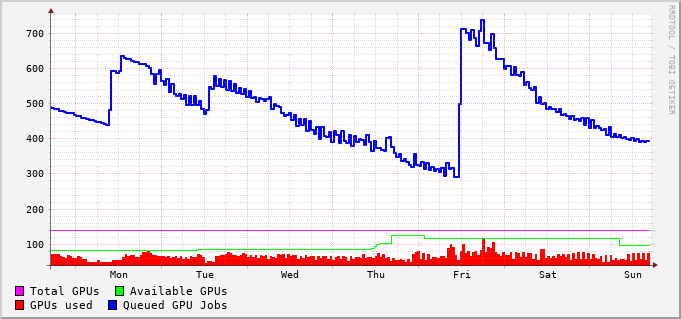 700
600
500
400
300
200
100
Mon Tue Wed Thu Fri Sat Sun
Total GPUs Available GPUs
GPUs used Queued GPU Jobs
RRDTOOL / TOBI OETIKER